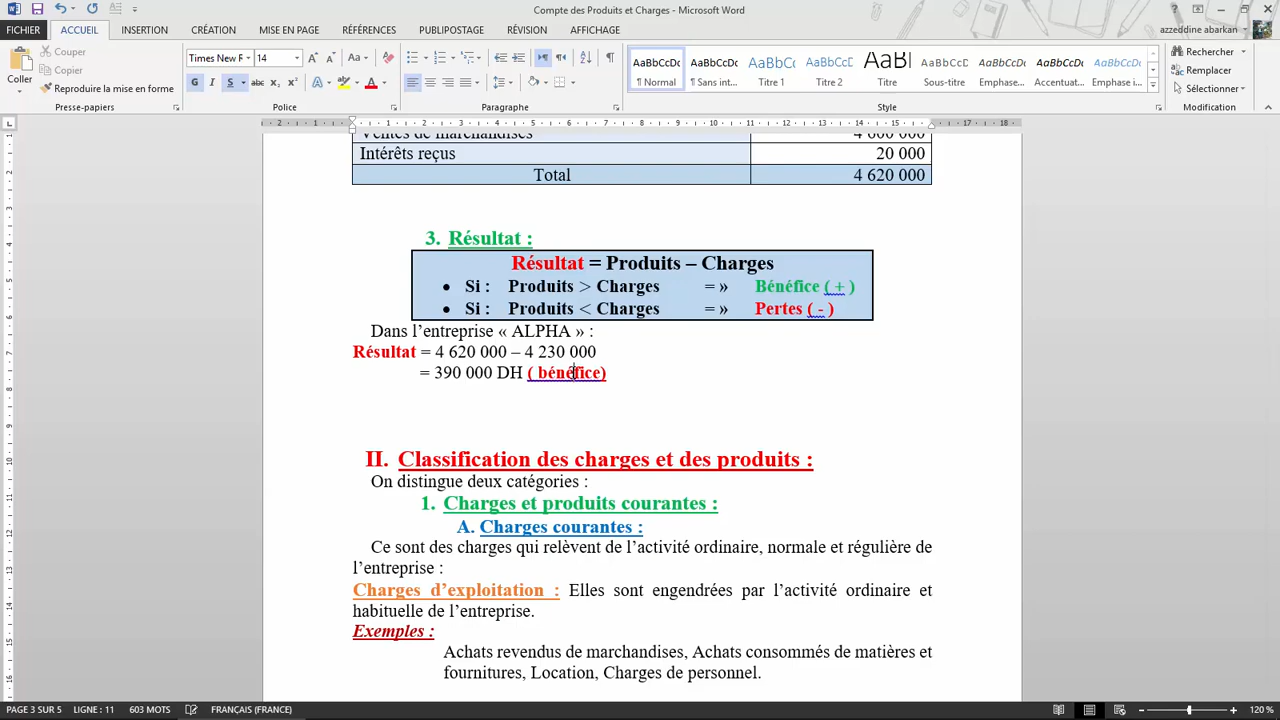 Compte des Produits et Charges - Microsoft Word
FICHIER ACCUEIL INSERTION CRÉATION MISE EN PAGE RÉFÉRENCES PUBLIPOSTAGE RÉVISION AFFICHAGE azzeddine abarkan
Coller
Couper
Copier
Reproduire la mise en forme
Times New F 14
AaBbCcDc AaBbCcDc AaBbCc AaBbCcD AaBl AaBbCcD AaBbCcDc AaBbCcDc AaBbCcDc
¶ Normal ¶ Sans int... Titre 1 Titre 2 Titre Sous-titre Emphase... Accentuat... Emphase i...
Rechercher
Remplacer
Sélectionner
Presse-papiers Police Paragraphe Style Modification
Ventes de marchandises 4 600 000
Intérêts reçus 20 000
Total 4 620 000
3. Résultat :
Résultat = Produits – Charges
• Si : Produits > Charges = » Bénéfice ( + )
• Si : Produits < Charges = » Pertes ( - )
Dans l’entreprise « ALPHA » :
Résultat = 4 620 000 – 4 230 000
= 390 000 DH ( bénéfice)
II. Classification des charges et des produits :
On distingue deux catégories :
1. Charges et produits courantes :
A. Charges courantes :
Ce sont des charges qui relèvent de l’activité ordinaire, normale et régulière de
l’entreprise :
Charges d’exploitation : Elles sont engendrées par l’activité ordinaire et
habituelle de l’entreprise.
Exemples :
Achats revendus de marchandises, Achats consommés de matières et
fournitures, Location, Charges de personnel.
PAGE 3 SUR 5 LIGNE : 11 603 MOTS FRANÇAIS (FRANCE) 120 %